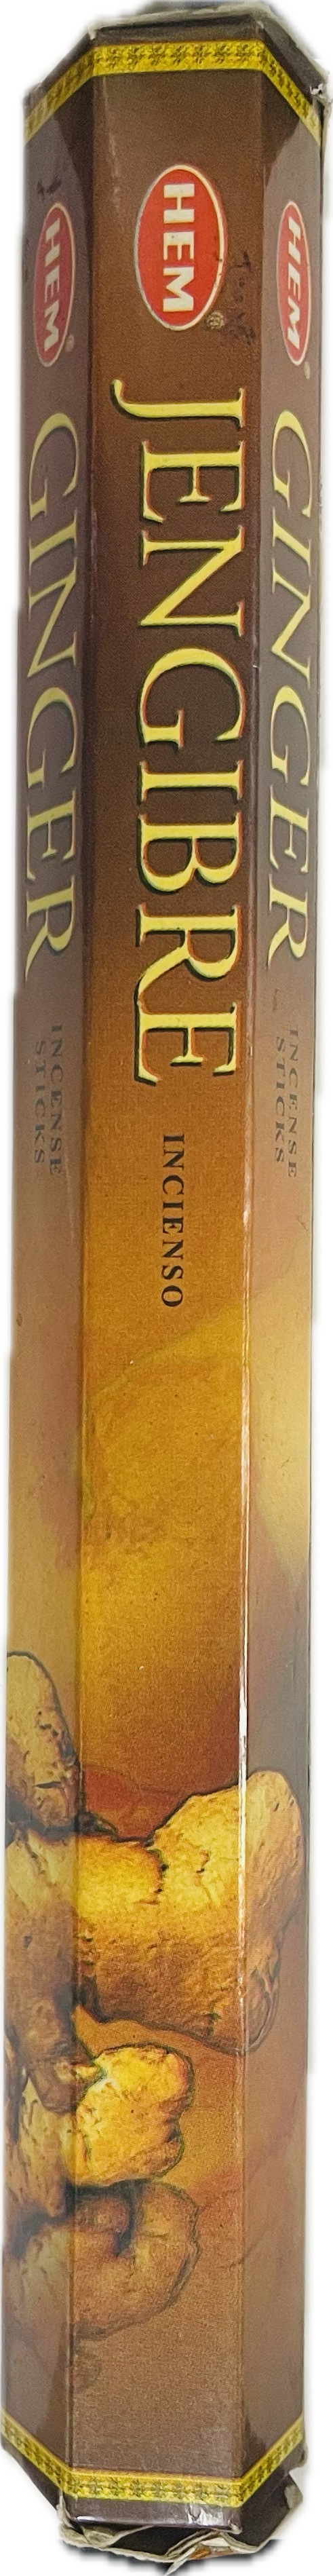 HEM®
GINGER
INCENSE
STICKS
HEM
JENGIBRE
INCIENSO
HEM®
GINGER
INCENSE
STICKS